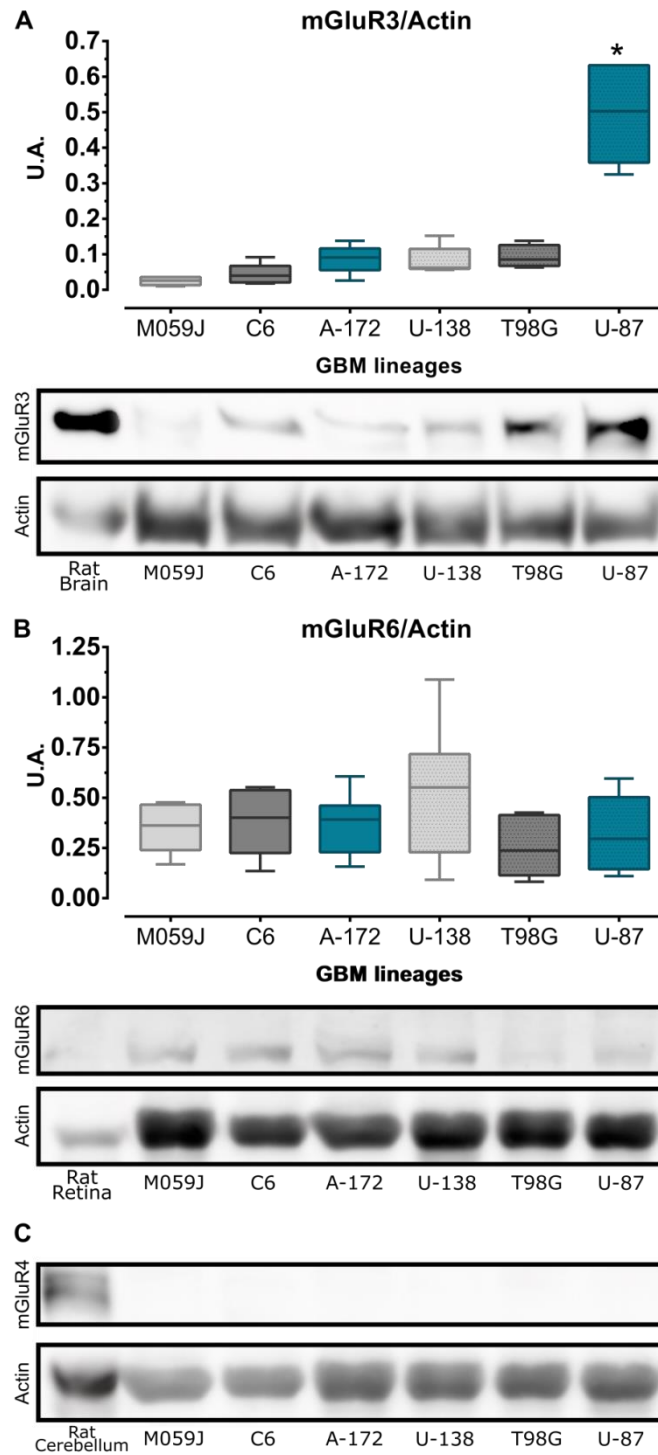 A
mGluR3/Actin
*
U.A.
0.7
0.6
0.5
0.4
0.3
0.2
0.1
0.0
M059J C6 A-172 U-138 T98G U-87
GBM lineages
mGluR3
Actin
Rat Brain M059J C6 A-172 U-138 T98G U-87
B
mGluR6/Actin
U.A.
1.25
1.00
0.75
0.50
0.25
0.00
M059J C6 A-172 U-138 T98G U-87
GBM lineages
mGluR6
Actin
Rat Retina M059J C6 A-172 U-138 T98G U-87
C
mGluR4
Actin
Rat Cerebellum M059J C6 A-172 U-138 T98G U-87